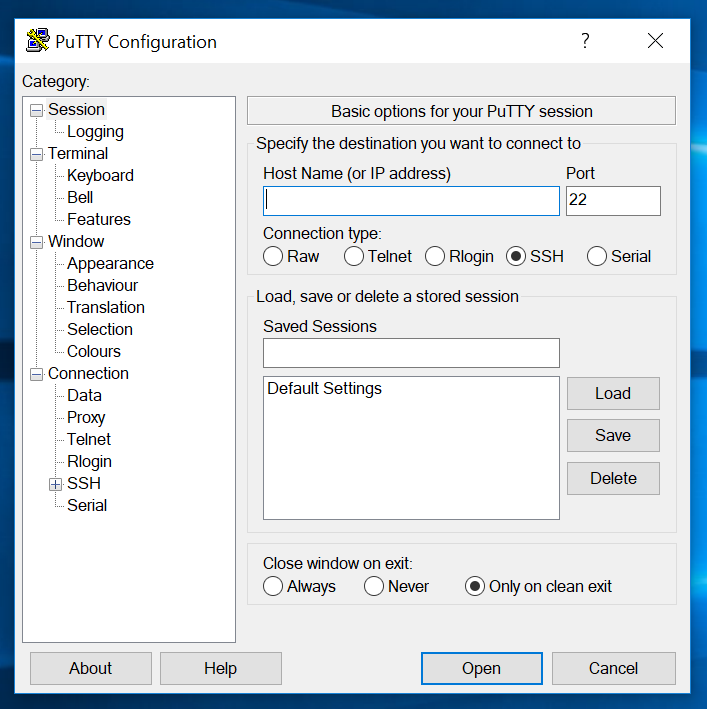 PuTTY Configuration
?
Category:
Session
Logging
Terminal
Keyboard
Bell
Features
Window
Appearance
Behaviour
Translation
Selection
Colours
Connection
Data
Proxy
Telnet
Rlogin
SSH
Serial
Basic options for your PuTTY session
Specify the destination you want to connect to
Host Name (or IP address) Port
22
Connection type:
Raw Telnet Rlogin SSH Serial
Load, save or delete a stored session
Saved Sessions
Default Settings
Load
Save
Delete
Close window on exit:
Always Never Only on clean exit
About Help Open Cancel